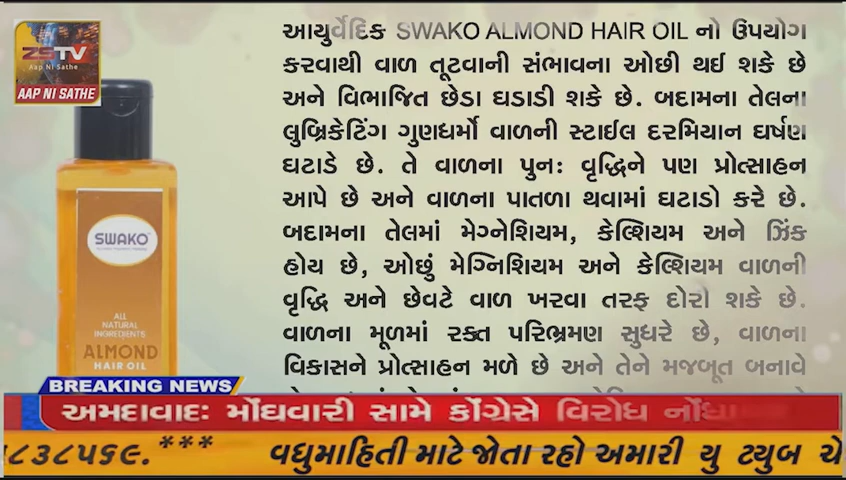 ZSTV
Aap Ni Sathe
AAP NI SATHE
આયુર્વેદિક SWAKO ALMOND HAIR OIL નો ઉપયોગ
કરવાથી વાળ તૂટવાની સંભાવના ઓછી થઈ શકે છે
અને વિભાજિત છેડા ઘડાડી શકે છે. બદામના તેલના
લુબ્રિકેટિંગ ગુણધર્મો વાળની સ્ટાઈલ દરમિયાન ઘર્ષણ
ઘટાડે છે. તે વાળના પુનઃ વૃદ્ધિને પણ પ્રોત્સાહન
આપે છે અને વાળના પાતળા થવામાં ઘટાડો કરે છે.
બદામના તેલમાં મેગ્નેશિયમ, કેલ્શિયમ અને ઝિંક
હોય છે, ઓછું મેગ્નિશિયમ અને કેલ્શિયમ વાળની
વૃદ્ધિ અને છેવટે વાળ ખરવા તરફ દોરી શકે છે.
વાળના મૂળમાં રક્ત પરિભ્રમણ સુધરે છે, વાળના
વિકાસને પ્રોત્સાહન મળે છે અને તેને મજબૂત બનાવે
SWAKO
ALL
NATURAL
INGREDIENTS
ALMOND
HAIR OIL
BREAKING NEWS
અમદાવાદઃ મોંઘવારી સામે કોંગ્રેસે વિરોધ
૮૩૮૫૬૯.*** વધુમાહિતી માટે જોતા રહો અમારી યુ ટ્યુબ ચે